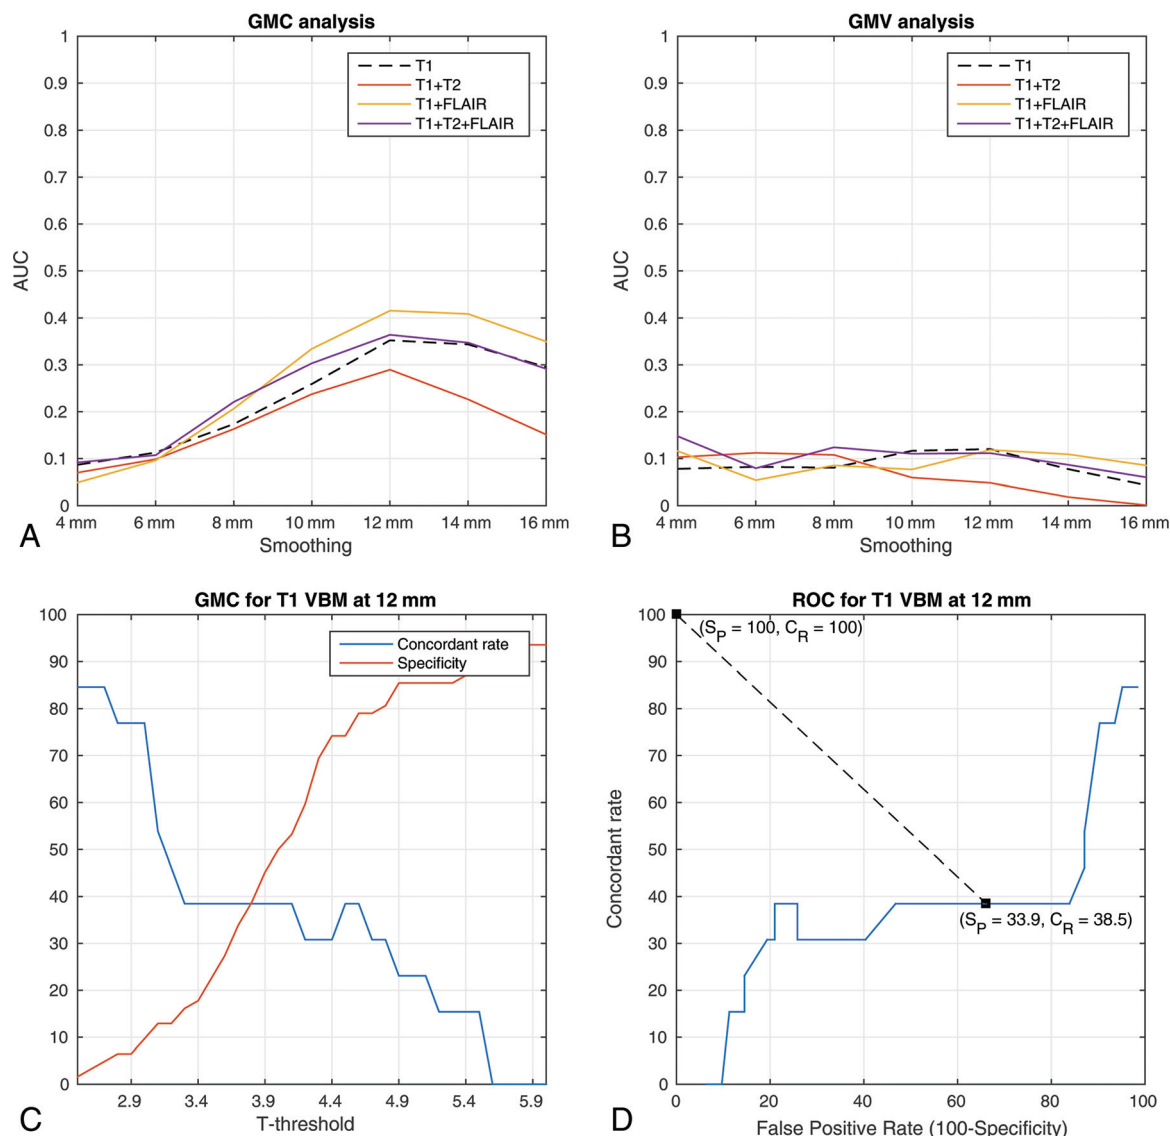 GMC analysis
1
0.9
0.8
0.7
0.6
0.5
0.4
0.3
0.2
0.1
0
AUC
T1
T1+T2
T1+FLAIR
T1+T2+FLAIR
4 mm 6 mm 8 mm 10 mm 12 mm 14 mm 16 mm
Smoothing
A
GMV analysis
1
0.9
0.8
0.7
0.6
0.5
0.4
0.3
0.2
0.1
0
AUC
T1
T1+T2
T1+FLAIR
T1+T2+FLAIR
4 mm 6 mm 8 mm 10 mm 12 mm 14 mm 16 mm
Smoothing
B
GMC for T1 VBM at 12 mm
100
90
80
70
60
50
40
30
20
10
0
Concordant rate
Specificity
2.9 3.4 3.9 4.4 4.9 5.4 5.9
T-threshold
C
ROC for T1 VBM at 12 mm
100
90
80
70
60
50
40
30
20
10
0
Concordant rate
(SP = 100, CR = 100)
(SP = 33.9, CR = 38.5)
0 20 40 60 80 100
False Positive Rate (100-Specificity)
D